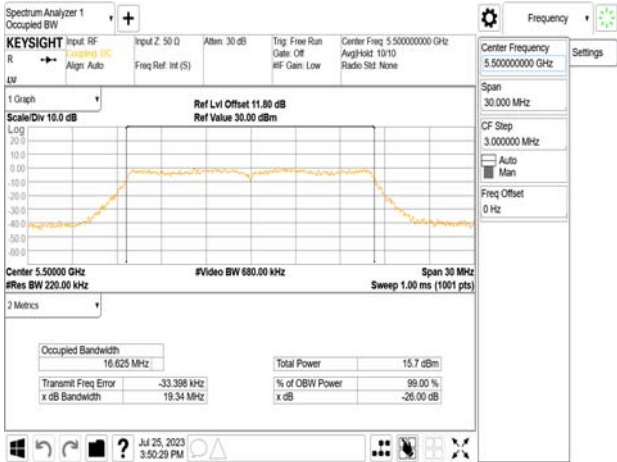 Spectrum Analyzer 1
Occupied BW
+
Frequency
KEYSIGHT
Input: RF
Coupling: DC
Align: Auto
Input Z: 50 Ω
Freq Ref: Int (S)
Atten: 30 dB
Trig: Free Run
Gate: Off
#IF Gain: Low
Center Freq: 5.500000000 GHz
Avg|Hold: 10/10
Radio Std: None
R
Center Frequency
5.500000000 GHz
Settings
Span
30.000 MHz
CF Step
3.000000 MHz
Auto
Man
Freq Offset
0 Hz
1 Graph
Scale/Div 10.0 dB
Ref Lvl Offset 11.80 dB
Ref Value 30.00 dBm
Log
20.0
10.0
0.00
-10.0
-20.0
-30.0
-40.0
-50.0
-60.0
Center 5.50000 GHz
#Res BW 220.00 kHz
#Video BW 680.00 kHz
Span 30 MHz
Sweep 1.00 ms (1001 pts)
2 Metrics
Occupied Bandwidth
16.625 MHz
Transmit Freq Error -33.398 kHz
x dB Bandwidth 19.34 MHz
Total Power 15.7 dBm
% of OBW Power 99.00 %
x dB -26.00 dB
?
Jul 25, 2023
3:50:29 PM